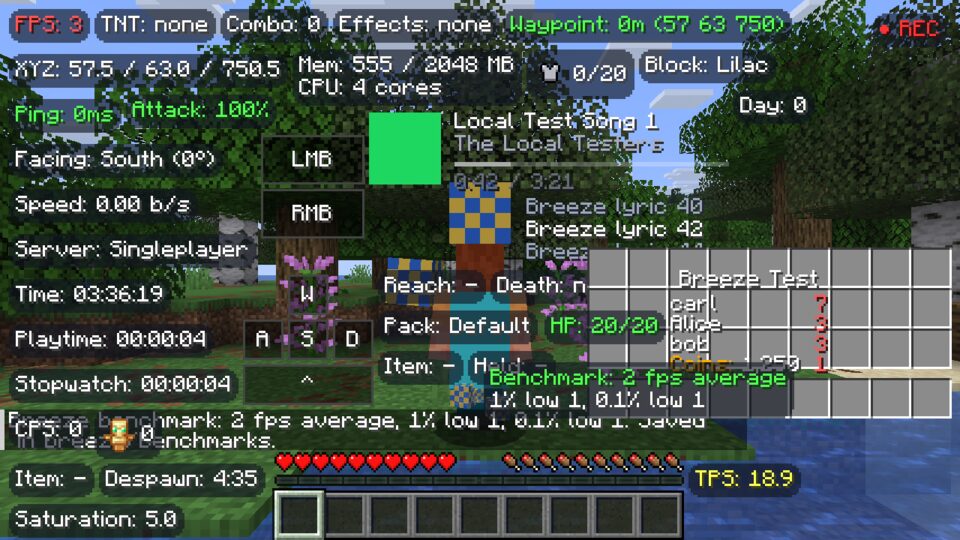 FPS: 3
TNT: none
Combo: 0
Effects: none
Waypoint: 0m (57 63 750)
REC
XYZ: 57.5 / 63.0 / 750.5
Mem: 555 / 2048 MB
CPU: 4 cores
0/20
Block: Lilac
Day: 0
Ping: 0ms
Attack: 100%
Local Test Song 1
The Local Testers
0:42 / 3:21
Facing: South (0°)
LMB
Speed: 0.00 b/s
RMB
Breeze lyric 40
Breeze lyric 42
Breeze
Server: Singleplayer
Time: 03:36:19
W
Reach: -
Death: n
Breeze Test
carl 7
Alice 3
bob 3
Coins: 1,250 1
Playtime: 00:00:04
A
S
D
Pack: Default
HP: 20/20
Item: -
Hold: -
Stopwatch: 00:00:04
^
Benchmark: 2 fps average
1% low 1, 0.1% low 1
Breeze benchmark: 2 fps average, 1% low 1, 0.1% low 1. Saved
in Breeze benchmarks.
CPS: 0
0
Item: -
Despawn: 4:35
TPS: 18.9
Saturation: 5.0